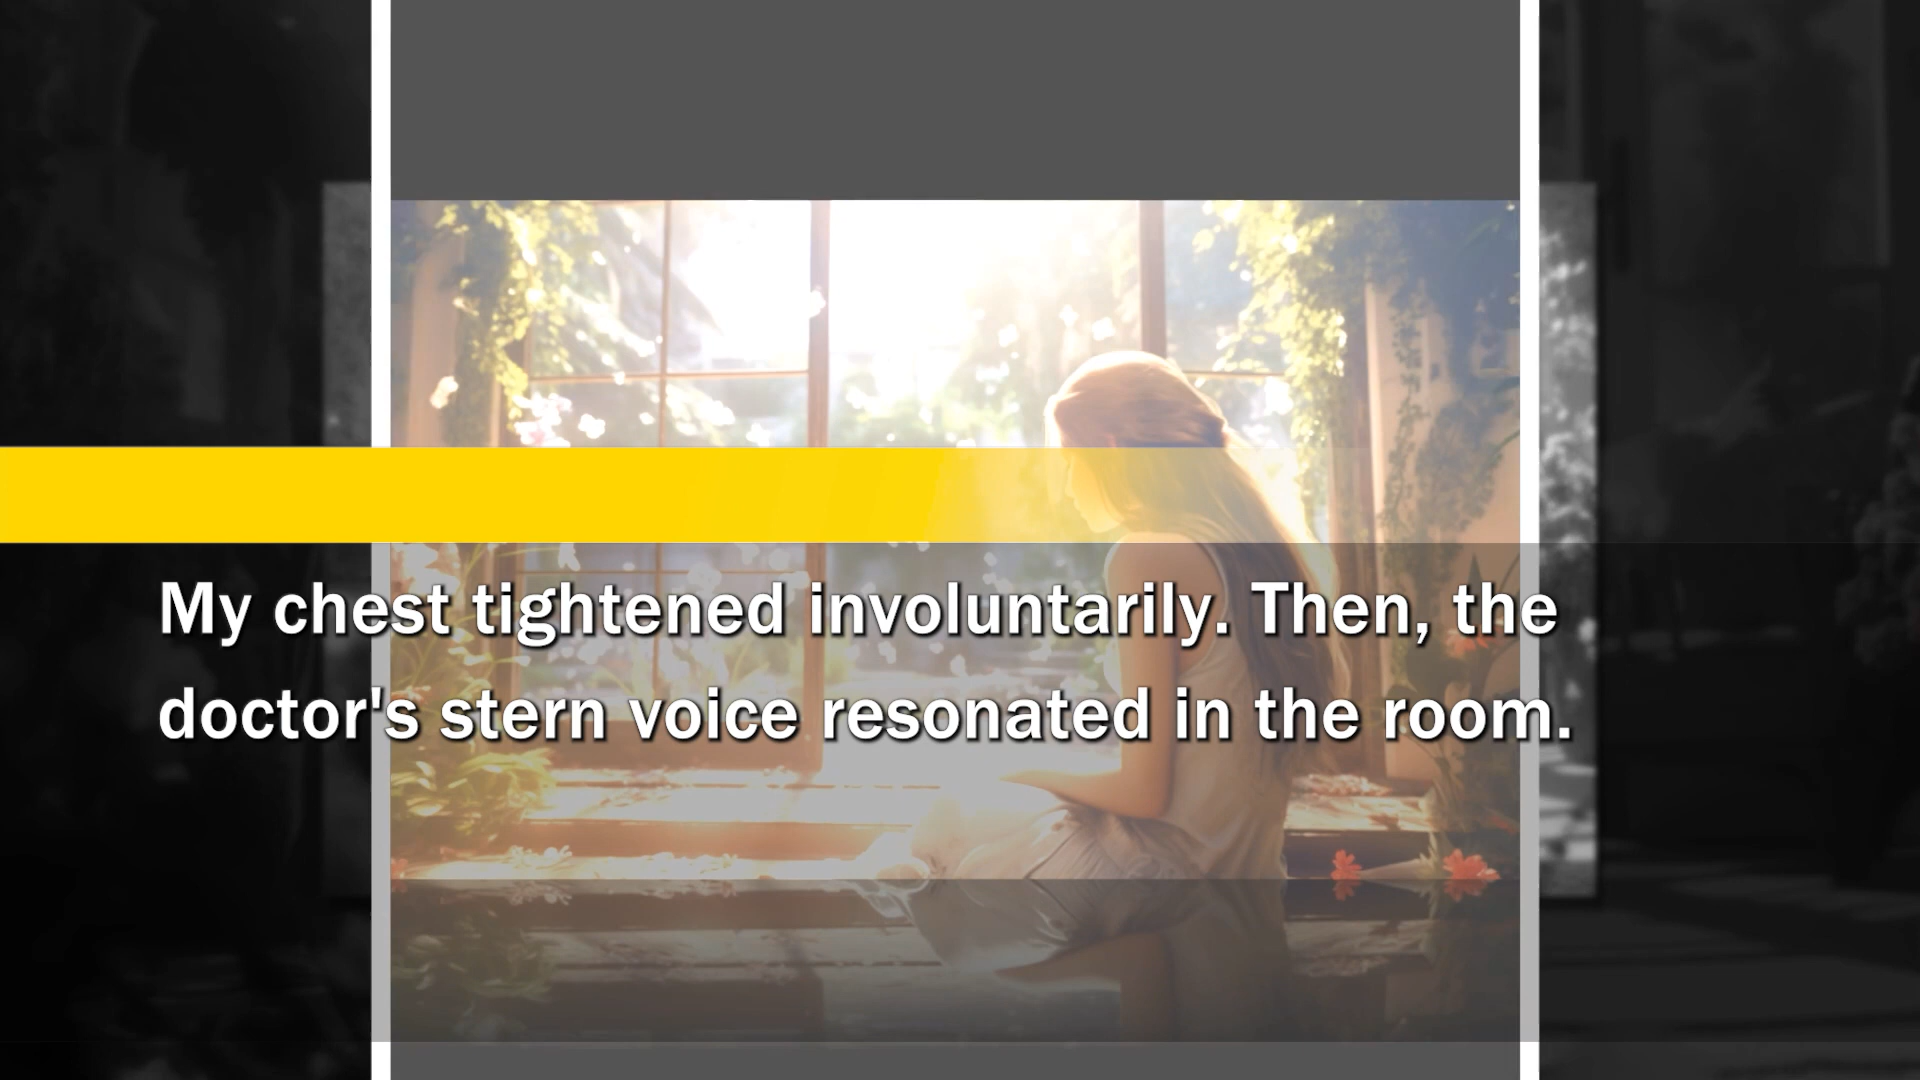 My chest tightened involuntarily. Then, the
doctor's stern voice resonated in the room.